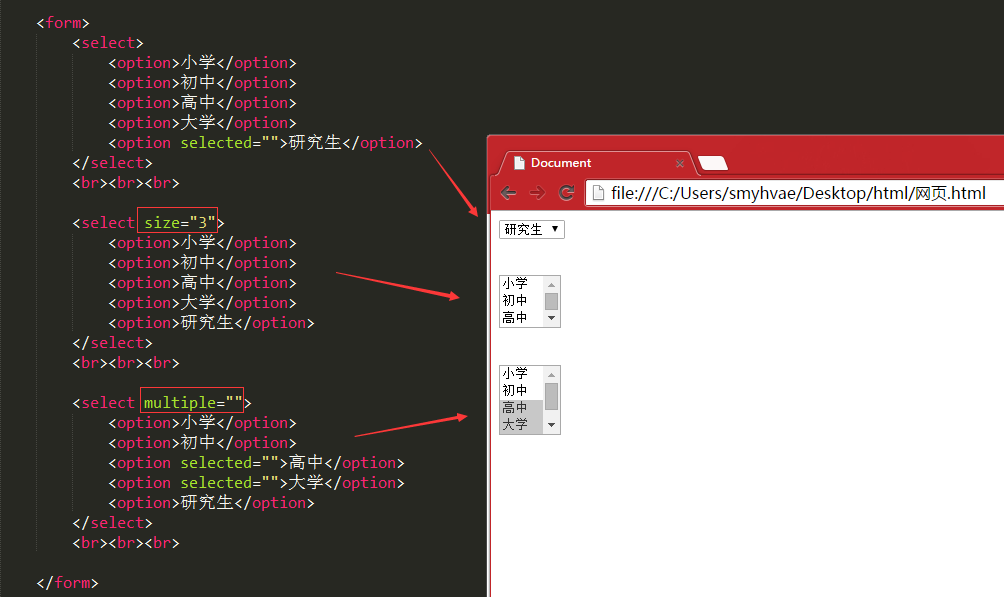 <form>
<select>
<option>小学</option>
<option>初中</option>
<option>高中</option>
<option>大学</option>
<option selected="">研究生</option>
</select>
<br><br><br>
<select size="3">
<option>小学</option>
<option>初中</option>
<option>高中</option>
<option>大学</option>
<option>研究生</option>
</select>
<br><br><br>
<select multiple="">
<option>小学</option>
<option>初中</option>
<option selected="">高中</option>
<option selected="">大学</option>
<option>研究生</option>
</select>
<br><br><br>
</form>
Document
file:///C:/Users/smyhvae/Desktop/html/网页.html
研究生
小学
初中
高中
小学
初中
高中
大学